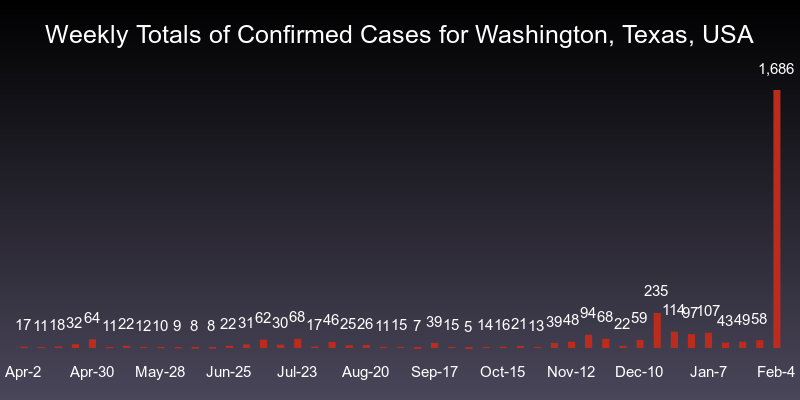 Weekly Totals of Confirmed Cases for Washington, Texas, USA
1,686
235
17 11 18 32 64 11 22 12 10 9 8 8 22 31 62 30 68 17 46 25 26 11 15 7 39 15 5 14 16 21 13 39 48 94 68 22 59 114 97 107 43 49 58
Apr-2 Apr-30 May-28 Jun-25 Jul-23 Aug-20 Sep-17 Oct-15 Nov-12 Dec-10 Jan-7 Feb-4